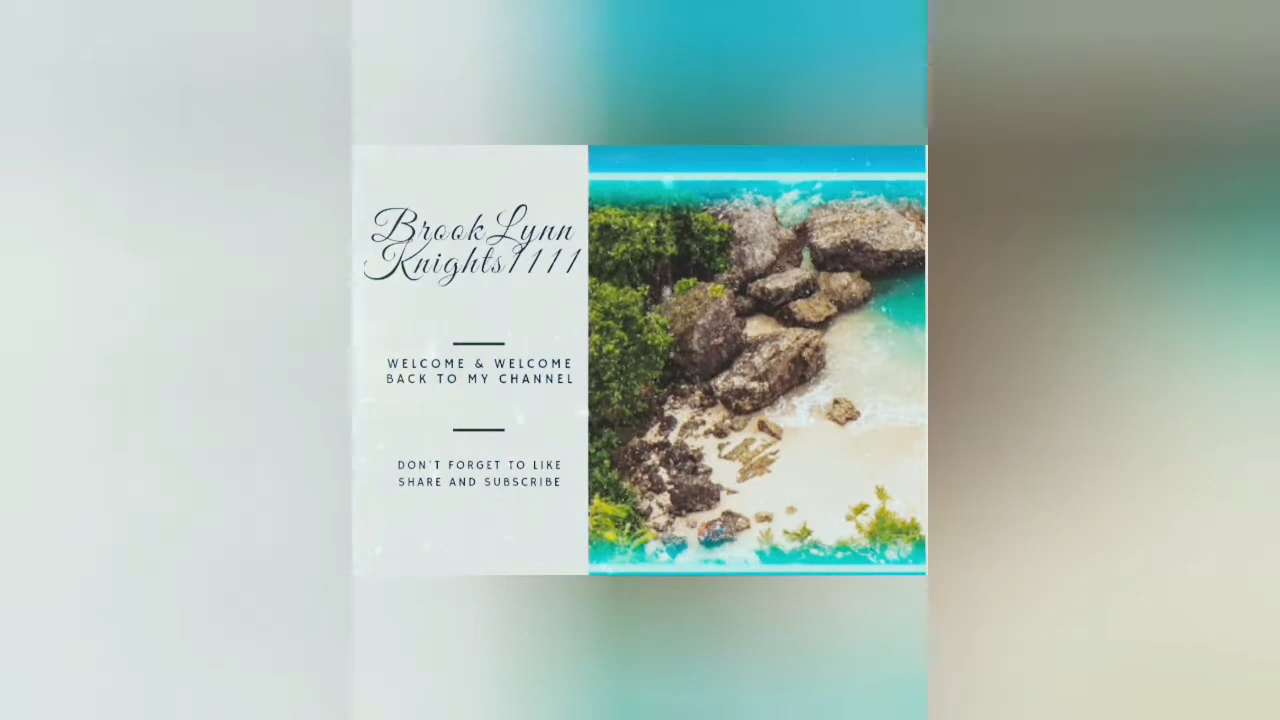 BrookLynn
Knights1111
WELCOME & WELCOME
BACK TO MY CHANNEL
DON'T FORGET TO LIKE
SHARE AND SUBSCRIBE